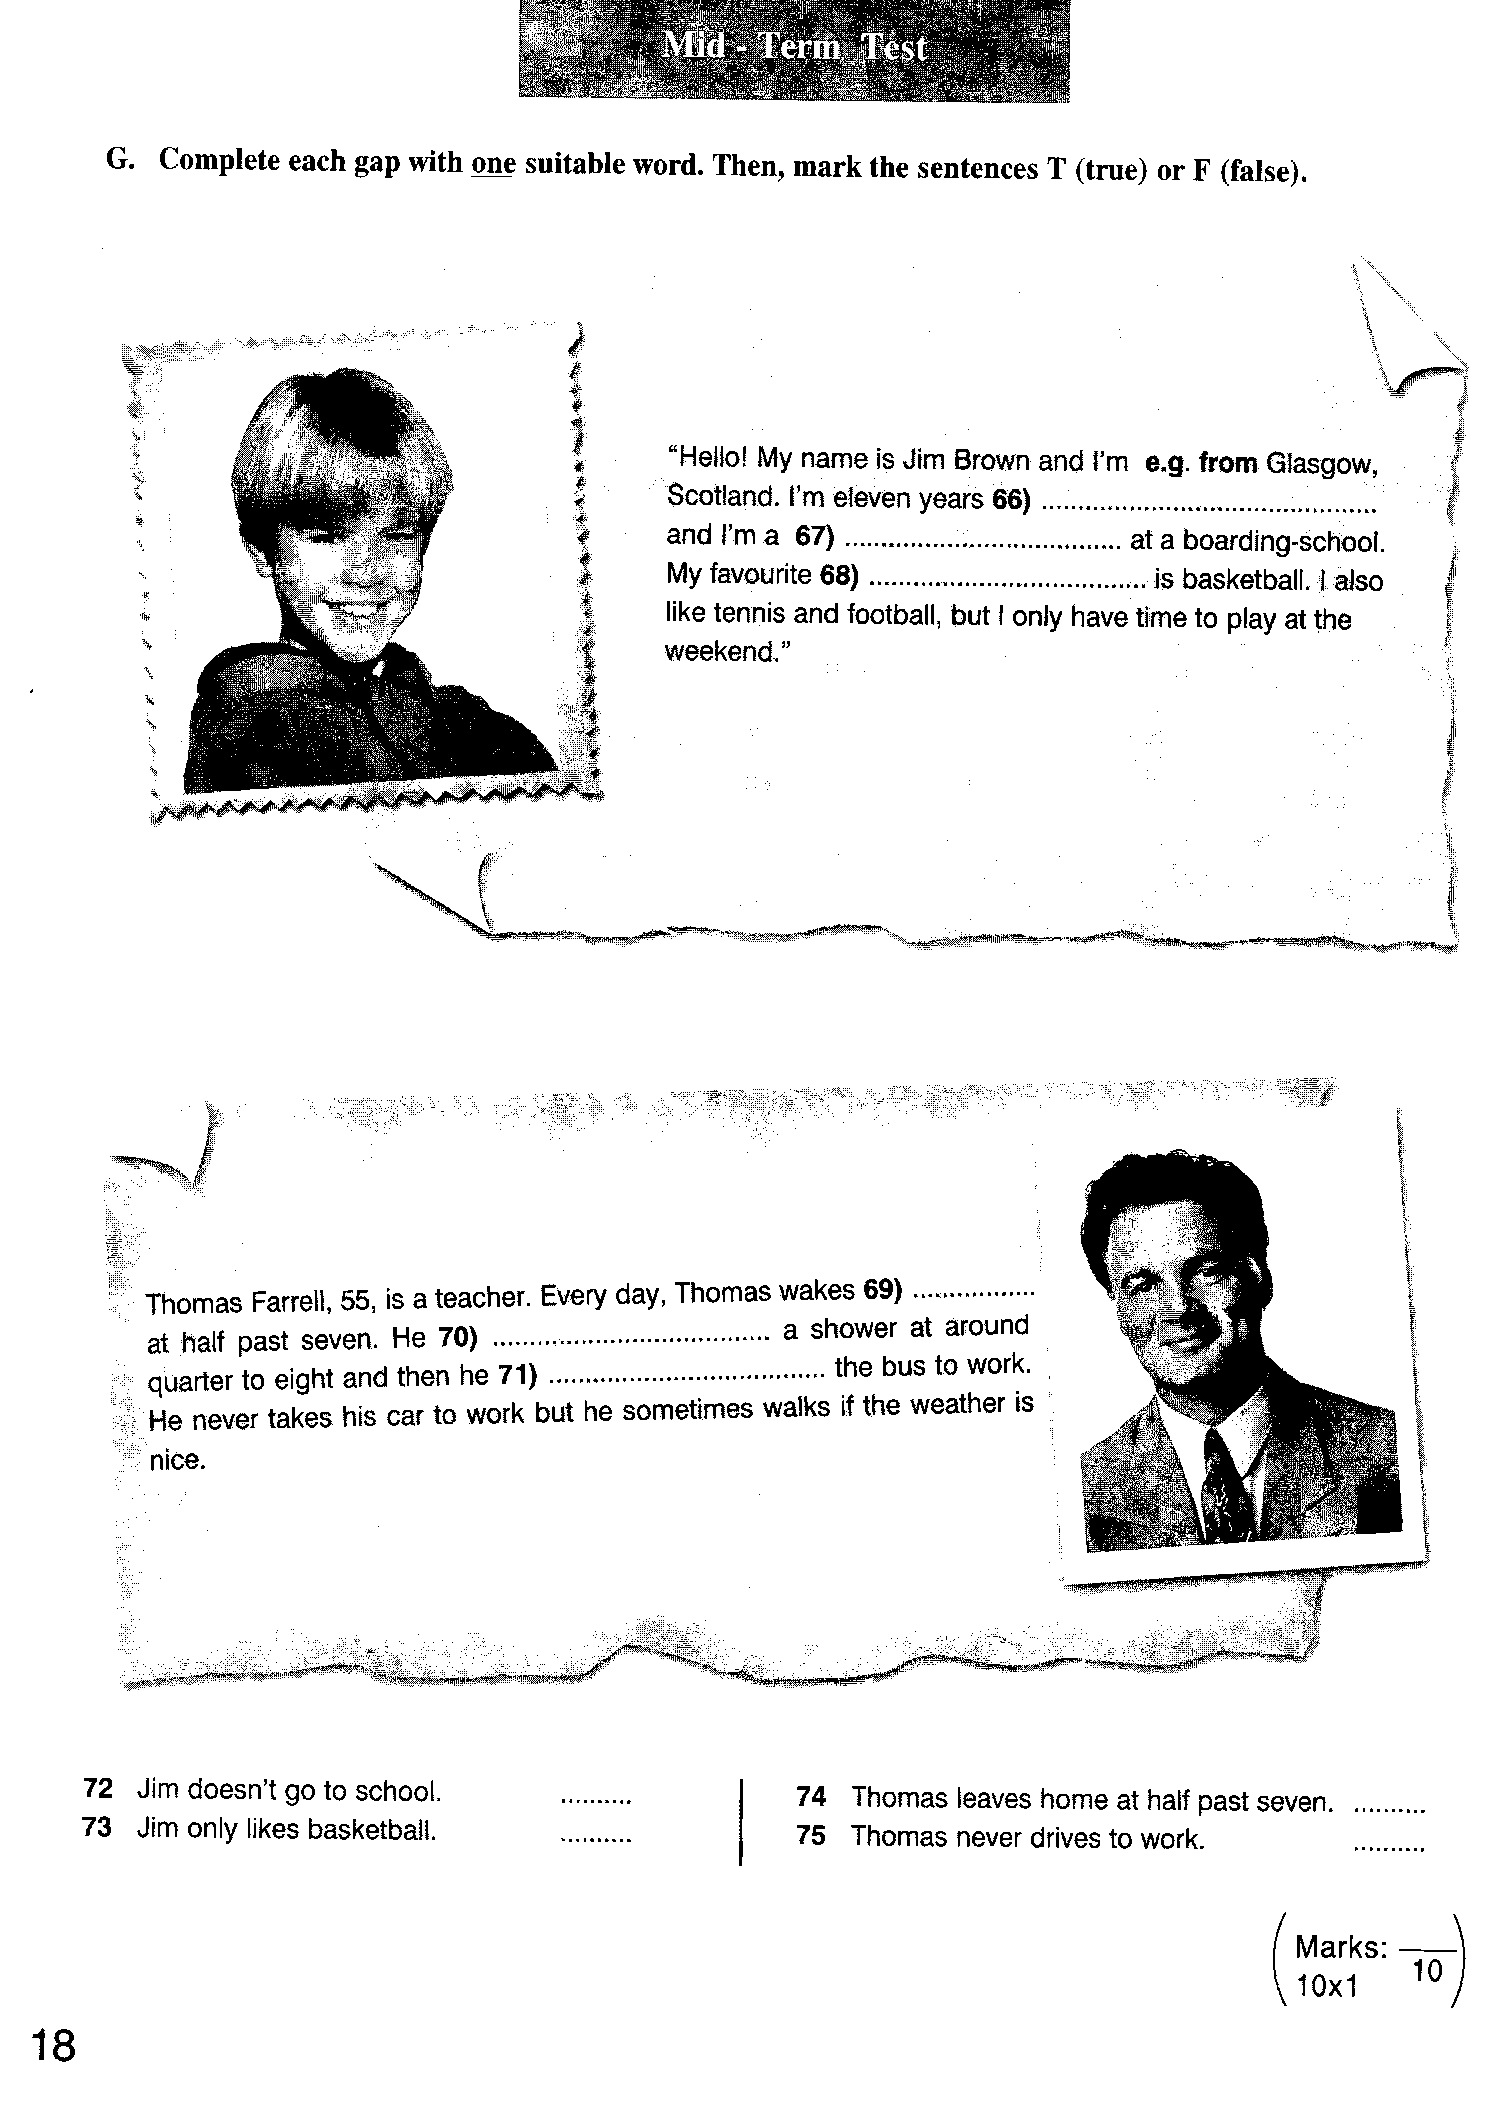 Mid - Term Test
G. Complete each gap with one suitable word. Then, mark the sentences T (true) or F (false).
“Hello! My name is Jim Brown and I'm e.g. from Glasgow,
Scotland. I'm eleven years 66) ..............................................
and I'm a 67) ...................................... at a boarding-school.
My favourite 68) ...................................... is basketball. I also
like tennis and football, but I only have time to play at the
weekend.”
Thomas Farrell, 55, is a teacher. Every day, Thomas wakes 69) .................
at half past seven. He 70) ...................................... a shower at around
quarter to eight and then he 71) ...................................... the bus to work.
He never takes his car to work but he sometimes walks if the weather is
nice.
72 Jim doesn't go to school. ..........
73 Jim only likes basketball. ..........
74 Thomas leaves home at half past seven. ..........
75 Thomas never drives to work. ..........
Marks: ___
10x1 10
18